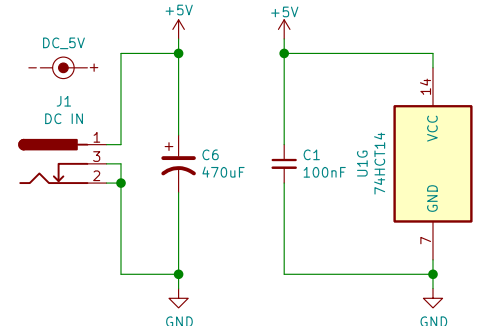 +5V
+5V
DC_5V
- +
J1
DC IN
1
3
2
+
C6
470uF
C1
100nF
U1G
74HCT14
14
VCC
GND
7
GND
GND